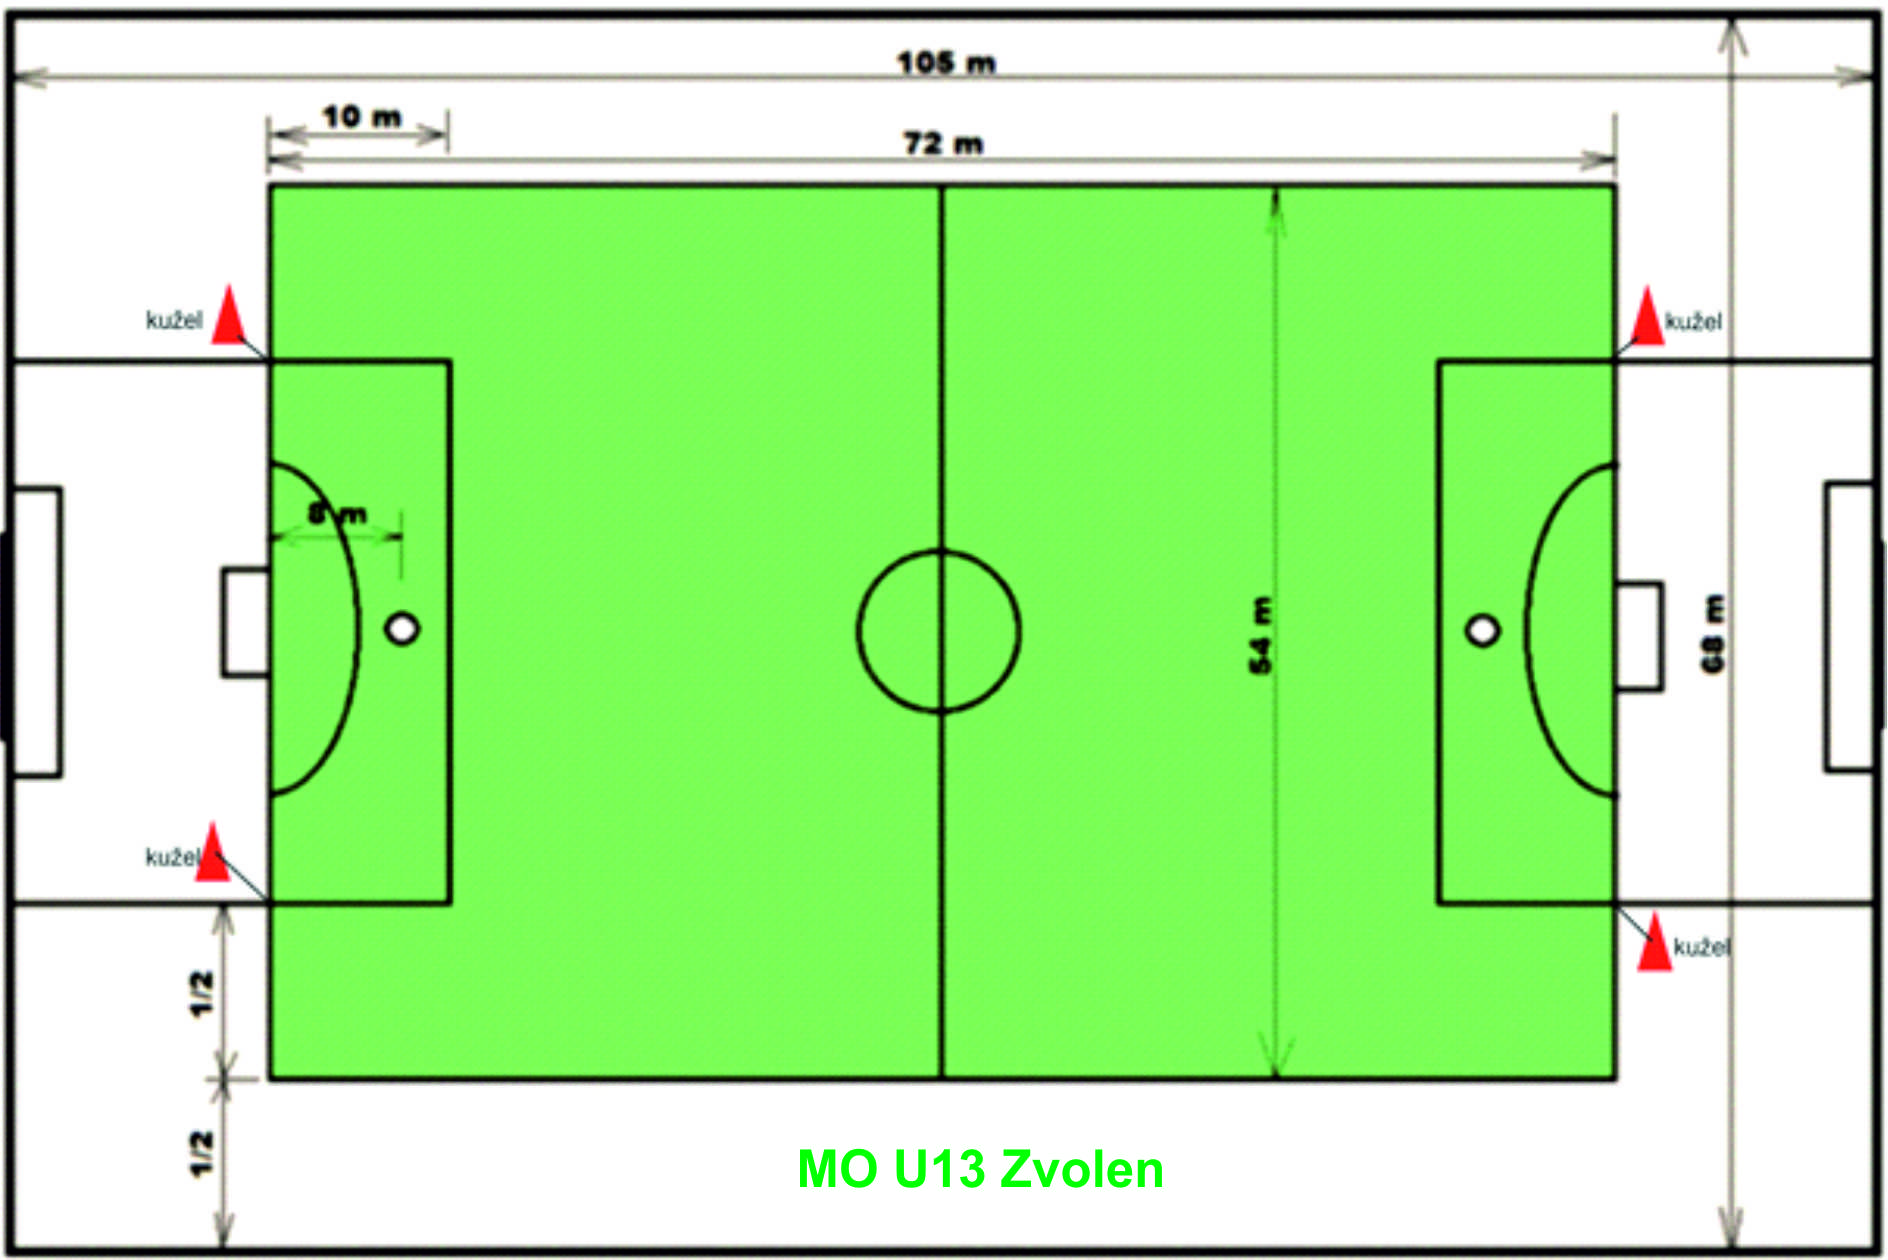 105 m
10 m
72 m
kužel
kužel
8 m
54 m
68 m
kužel
kužel
1/2
1/2
MO U13 Zvolen